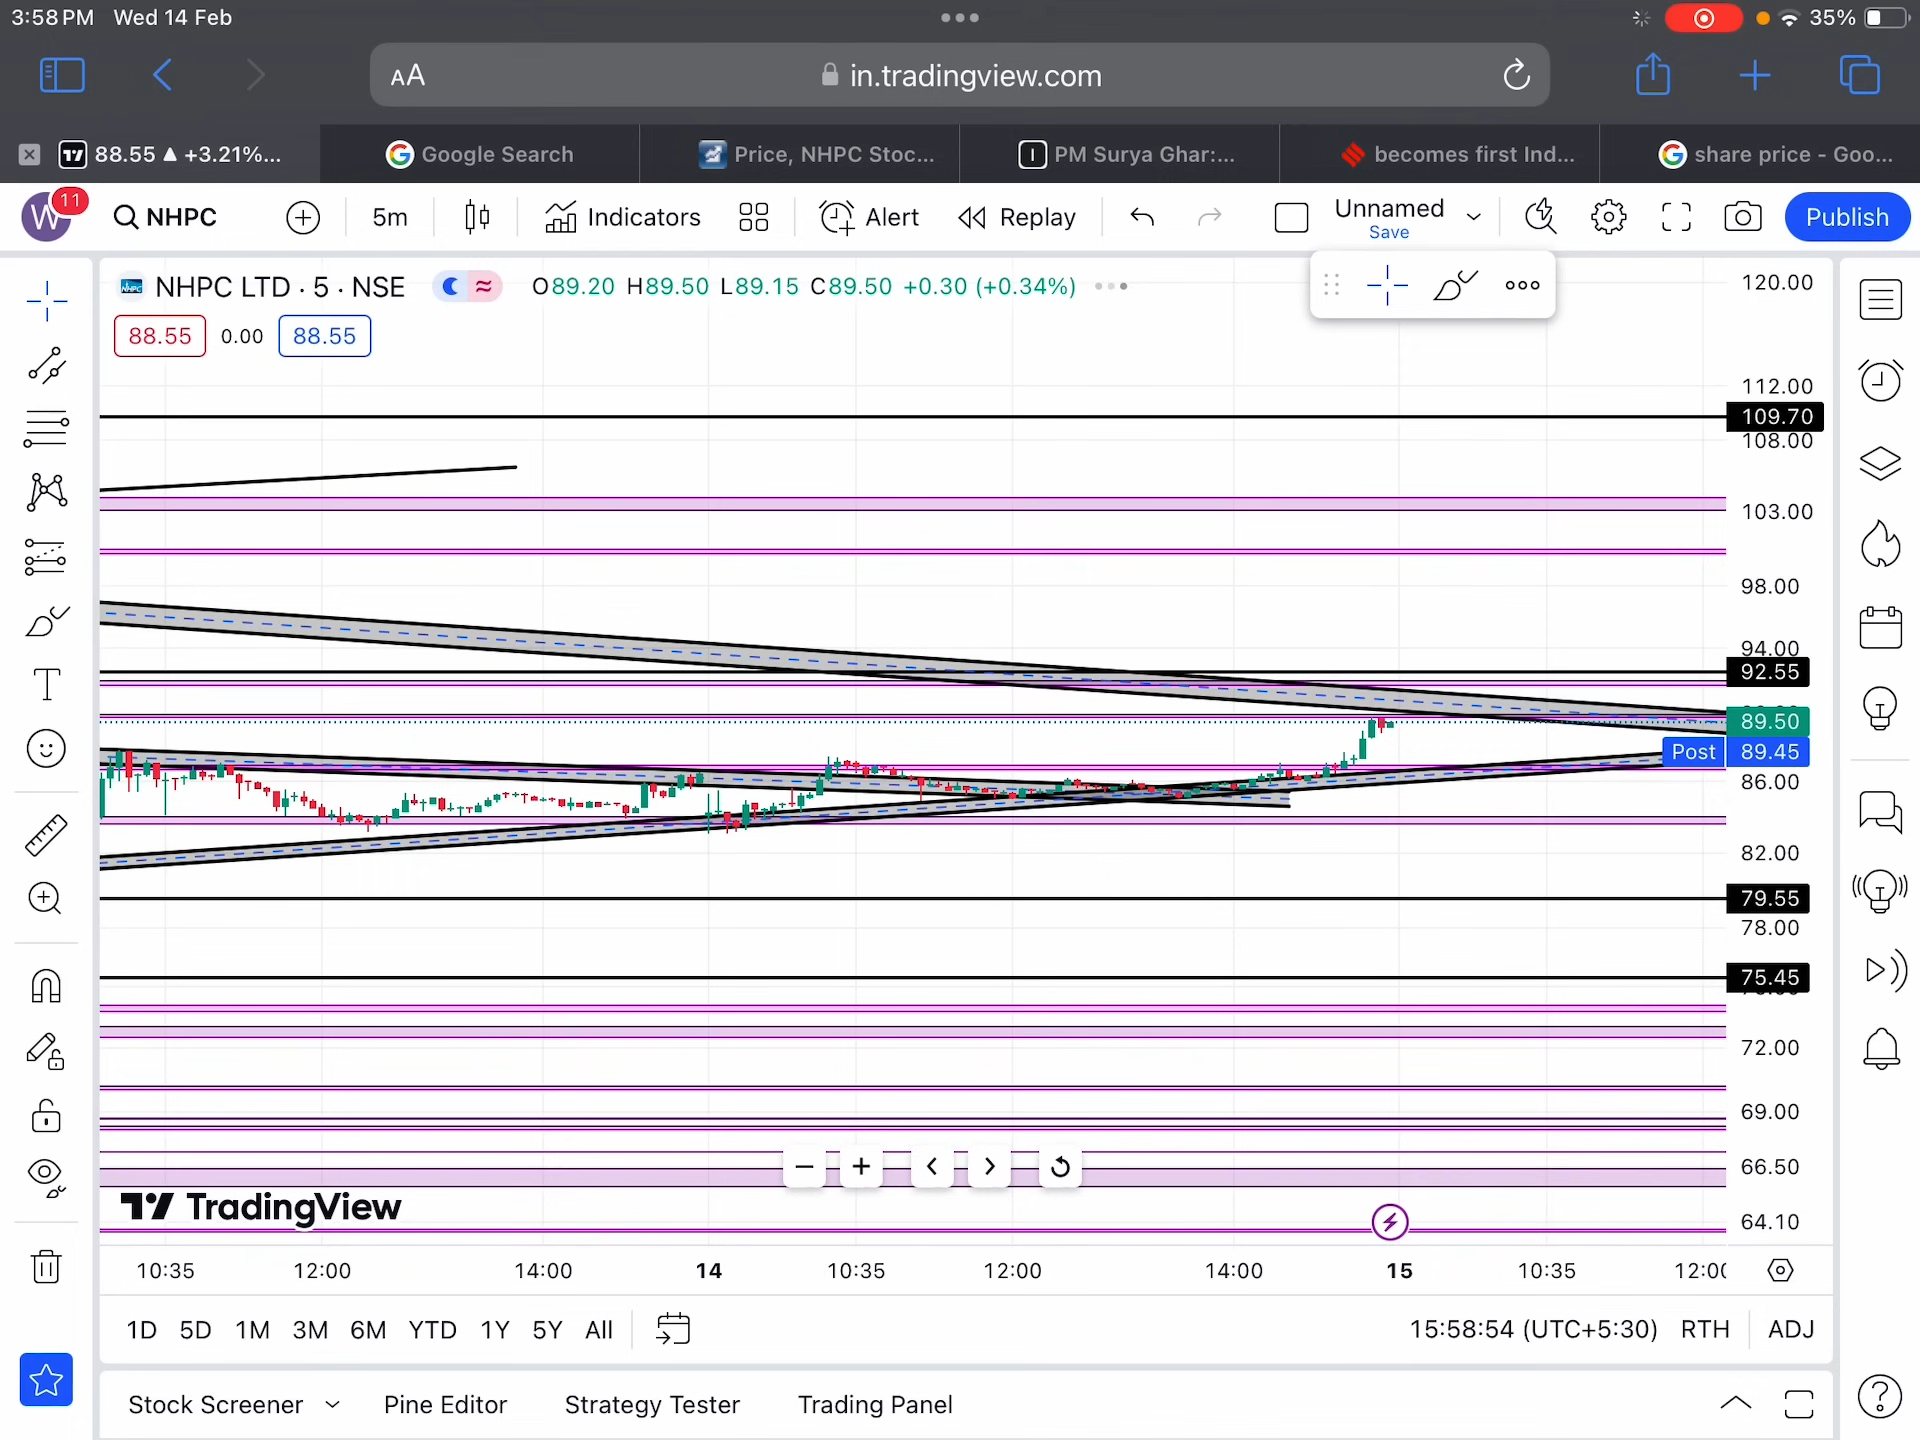 3:58 PM Wed 14 Feb
35%
AA
in.tradingview.com
88.55 ▲ +3.21%...
Google Search
Price, NHPC Stoc...
PM Surya Ghar:...
becomes first Ind...
share price - Goo...
W
11
NHPC
5m
Indicators
Alert
Replay
Unnamed
Save
Publish
NHPC LTD · 5 · NSE
O89.20 H89.50 L89.15 C89.50 +0.30 (+0.34%)
88.55
0.00
88.55
120.00
112.00
109.70
108.00
103.00
98.00
94.00
92.55
89.50
Post 89.45
86.00
82.00
79.55
78.00
75.45
72.00
69.00
66.50
64.10
TradingView
10:35
12:00
14:00
14
10:35
12:00
14:00
15
10:35
12:00
1D 5D 1M 3M 6M YTD 1Y 5Y All
15:58:54 (UTC+5:30) RTH ADJ
Stock Screener
Pine Editor
Strategy Tester
Trading Panel